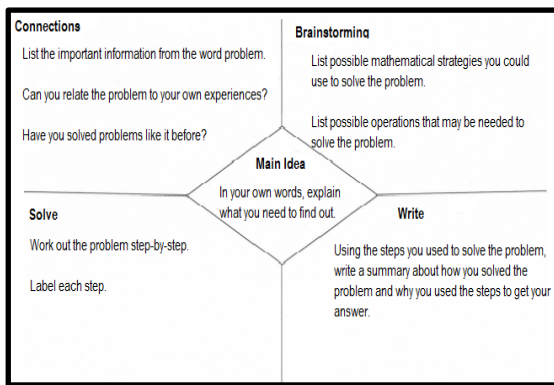 Connections
List the important information from the word problem.
Can you relate the problem to your own experiences?
Have you solved problems like it before?
Brainstorming
List possible mathematical strategies you could
use to solve the problem.
List possible operations that may be needed to
solve the problem.
Main Idea
In your own words, explain
what you need to find out.
Solve
Work out the problem step-by-step.
Label each step.
Write
Using the steps you used to solve the problem,
write a summary about how you solved the
problem and why you used the steps to get your
answer.